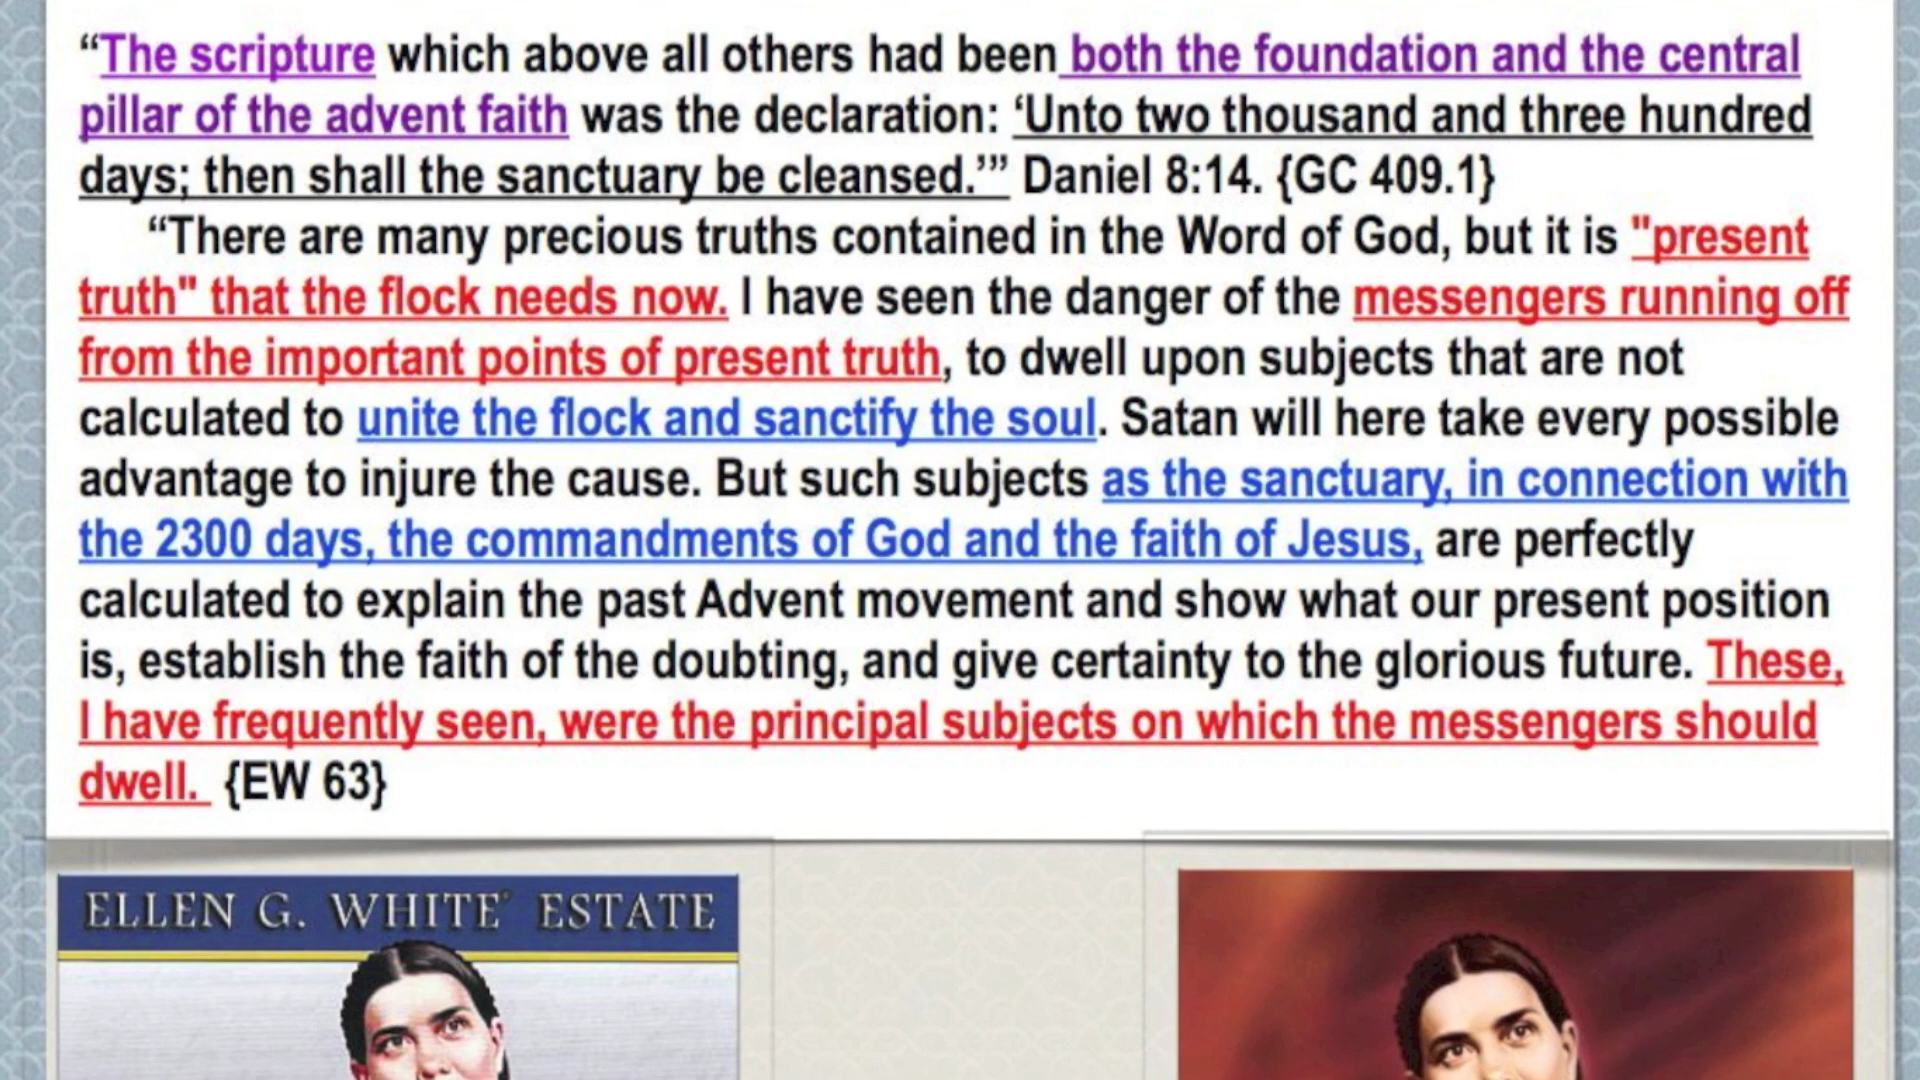 “The scripture which above all others had been both the foundation and the central
pillar of the advent faith was the declaration: ‘Unto two thousand and three hundred
days; then shall the sanctuary be cleansed.’” Daniel 8:14. {GC 409.1}
“There are many precious truths contained in the Word of God, but it is "present
truth" that the flock needs now. I have seen the danger of the messengers running off
from the important points of present truth, to dwell upon subjects that are not
calculated to unite the flock and sanctify the soul. Satan will here take every possible
advantage to injure the cause. But such subjects as the sanctuary, in connection with
the 2300 days, the commandments of God and the faith of Jesus, are perfectly
calculated to explain the past Advent movement and show what our present position
is, establish the faith of the doubting, and give certainty to the glorious future. These,
I have frequently seen, were the principal subjects on which the messengers should
dwell. {EW 63}
ELLEN G. WHITE® ESTATE